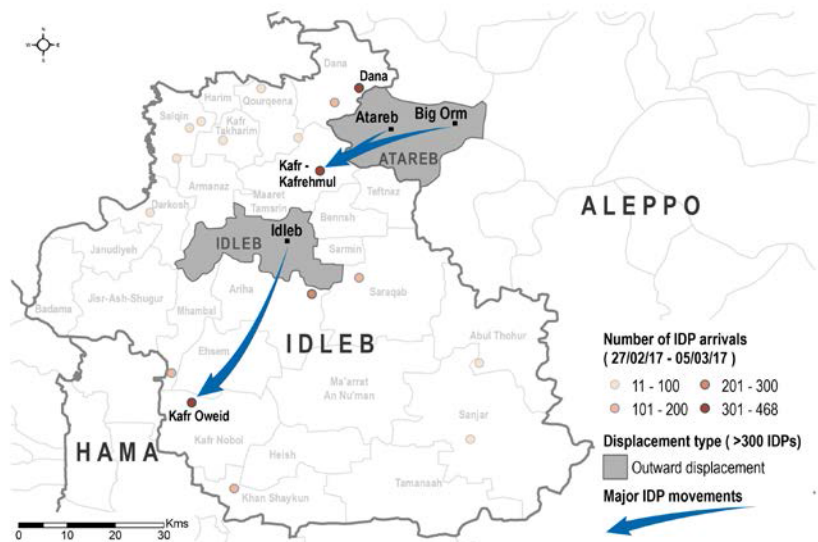 N
W E
S
Dana
Dana
Harim
Qourqeena
Atareb
Big Orm
Salqin
Kafr
Takharim
ATAREB
Kafr -
Kafrehmul
Armanaz
Maaret
Tamsrin
Teftnaz
ALEPPO
Darkosh
Bennsh
Idleb
IDLEB
Janudiyeh
Sarmin
Jisr-Ash-Shugur
Ariha
Saraqab
Badama
Mhambal
Abul Thohur
Ehsem
IDLEB
Ma'arrat
An Nu'man
Kafr Oweid
Sanjar
Kafr Nobol
HAMA
Heish
Tamanaah
Khan Shaykun
Number of IDP arrivals
( 27/02/17 - 05/03/17 )
11 - 100
201 - 300
101 - 200
301 - 468
Displacement type ( >300 IDPs)
Outward displacement
Major IDP movements
Kms
0 10 20 30